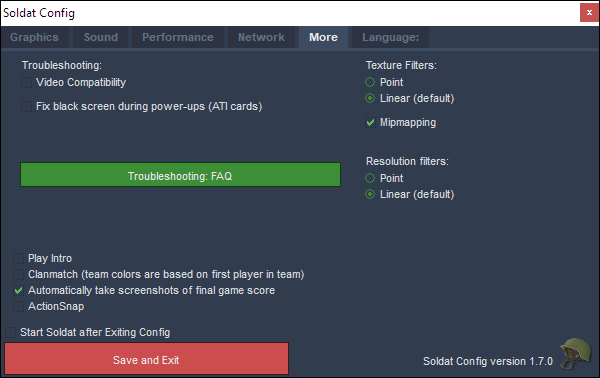 Soldat Config
x
Graphics Sound Performance Network More Language:
Troubleshooting:
Video Compatibility
Fix black screen during power-ups (ATI cards)
Texture Filters:
Point
Linear (default)
Mipmapping
Troubleshooting: FAQ
Resolution filters:
Point
Linear (default)
Play Intro
Clanmatch (team colors are based on first player in team)
Automatically take screenshots of final game score
ActionSnap
Start Soldat after Exiting Config
Save and Exit
Soldat Config version 1.7.0